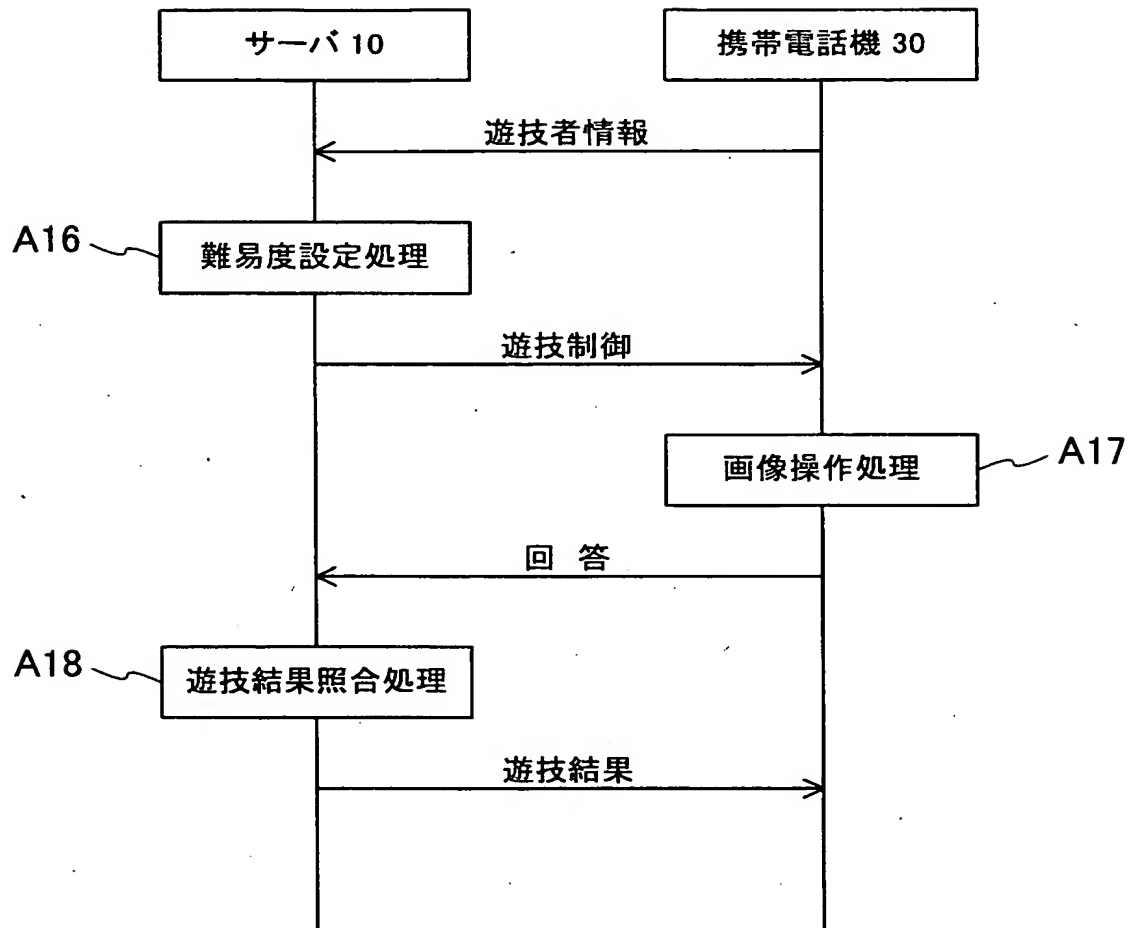 サーバ 10
携帯電話機 30
遊技者情報
A16
難易度設定処理
遊技制御
画像操作処理
A17
回 答
A18
遊技結果照合処理
遊技結果